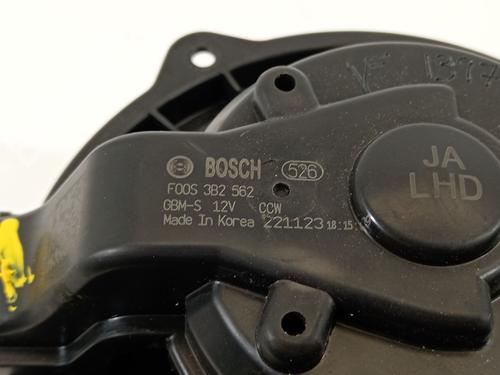 BOSCH 526
F00S 3B2 562
GBM-S 12V CCW
Made In Korea 221123 18:15:
JA
LHD